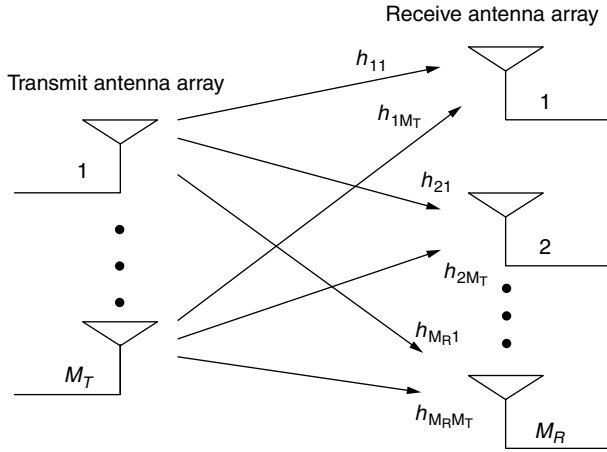 Receive antenna array
Transmit antenna array
h11
h1MT
1
1
h21
2
h2MT
hMR1
MT
hMRMT
MR